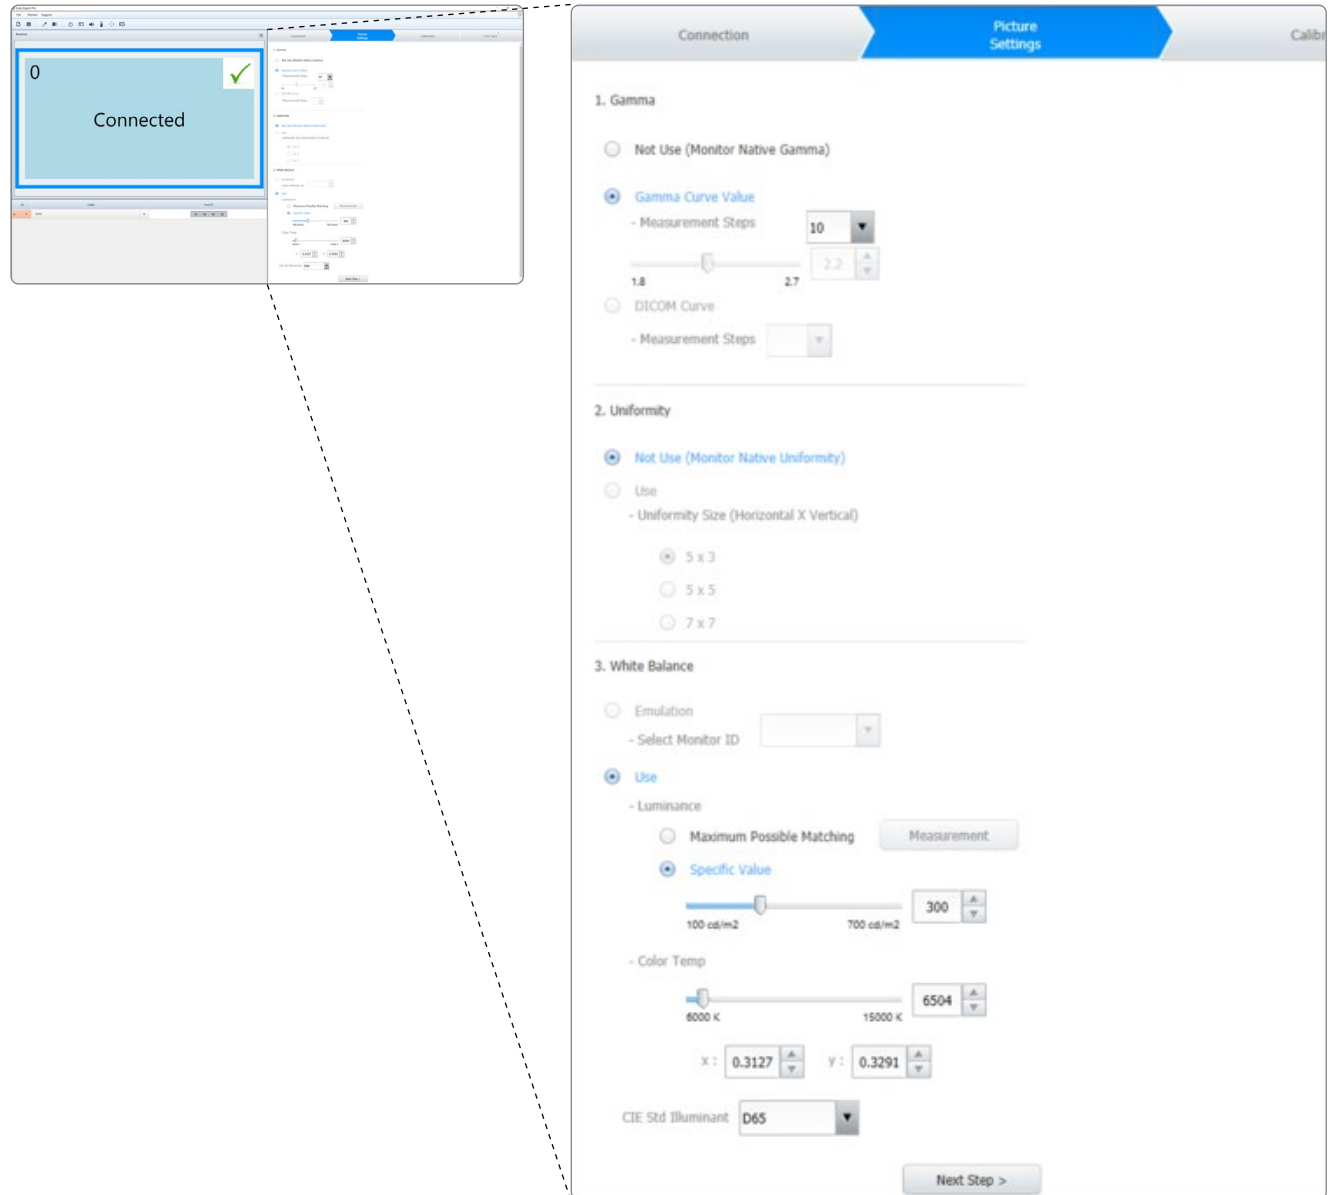 File
0
Connected
Connection
Picture
Settings
Calibr
1. Gamma
Not Use (Monitor Native Gamma)
Gamma Curve Value
- Measurement Steps
10
2.2
1.8
2.7
DICOM Curve
- Measurement Steps
2. Uniformity
Not Use (Monitor Native Uniformity)
Use
- Uniformity Size (Horizontal X Vertical)
5 x 3
5 x 5
7 x 7
3. White Balance
Emulation
- Select Monitor ID
Use
- Luminance
Maximum Possible Matching
Measurement
Specific Value
300
100 cd/m2
700 cd/m2
- Color Temp
6504
6000 K
15000 K
x : 0.3127
y : 0.3291
CIE Std Illuminant D65
Next Step >